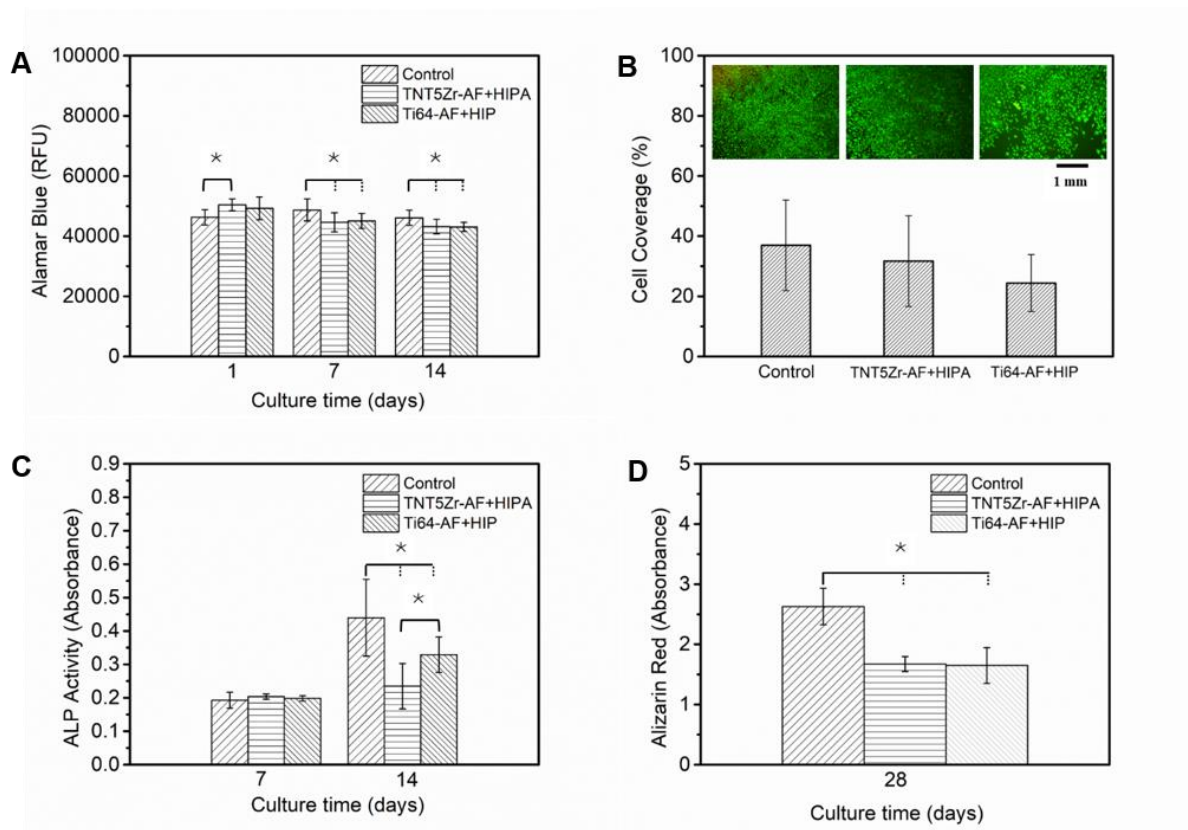 A
Alamar Blue (RFU)
100000
80000
60000
40000
20000
0
Control
TNT5Zr-AF+HIPA
Ti64-AF+HIP
*
*
*
1
7
14
Culture time (days)
B
Cell Coverage (%)
100
80
60
40
20
0
1 mm
Control
TNT5Zr-AF+HIPA
Ti64-AF+HIP
C
ALP Activity (Absorbance)
0.9
0.8
0.7
0.6
0.5
0.4
0.3
0.2
0.1
0.0
Control
TNT5Zr-AF+HIPA
Ti64-AF+HIP
*
*
7
14
Culture time (days)
D
Alizarin Red (Absorbance)
5
4
3
2
1
0
Control
TNT5Zr-AF+HIPA
Ti64-AF+HIP
*
28
Culture time (days)